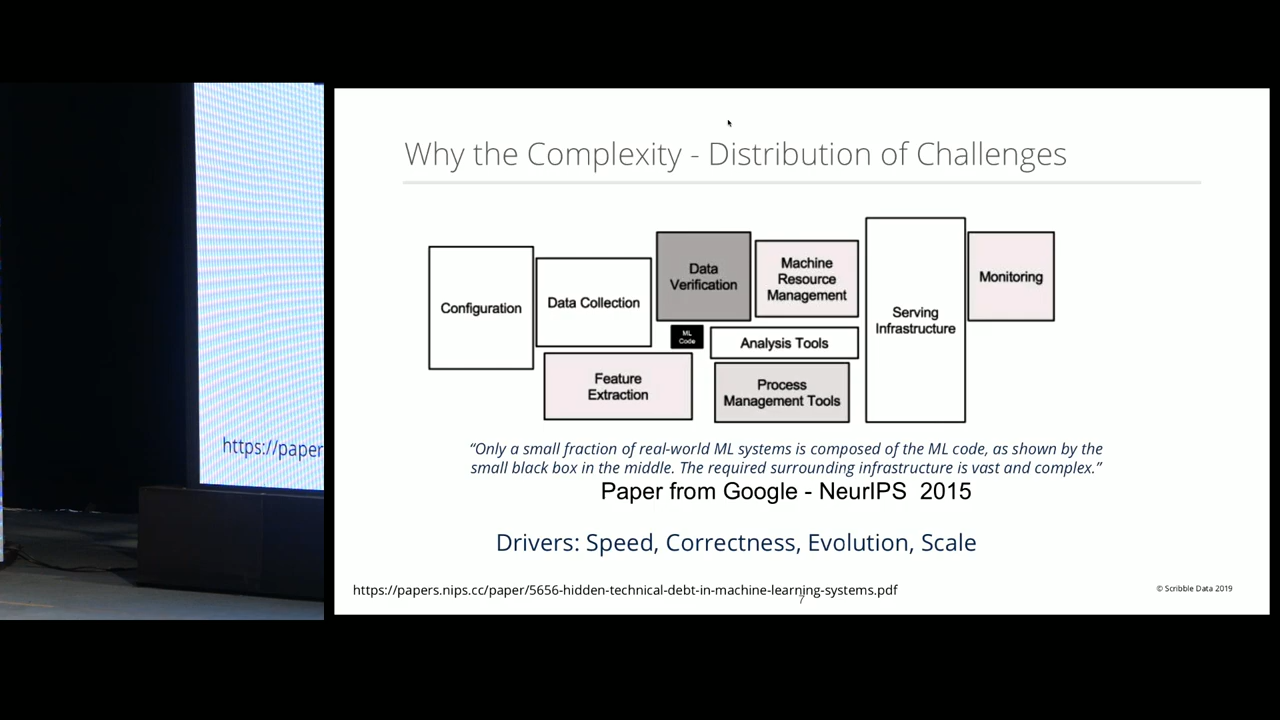 Why the Complexity - Distribution of Challenges
Configuration
Data Collection
Data
Verification
Machine
Resource
Management
Serving
Infrastructure
Monitoring
ML
Code
Analysis Tools
Feature
Extraction
Process
Management Tools
“Only a small fraction of real-world ML systems is composed of the ML code, as shown by the
small black box in the middle. The required surrounding infrastructure is vast and complex.”
Paper from Google - NeurIPS 2015
Drivers: Speed, Correctness, Evolution, Scale
https://papers.nips.cc/paper/5656-hidden-technical-debt-in-machine-learning-systems.pdf
7
© Scribble Data 2019
https://paper